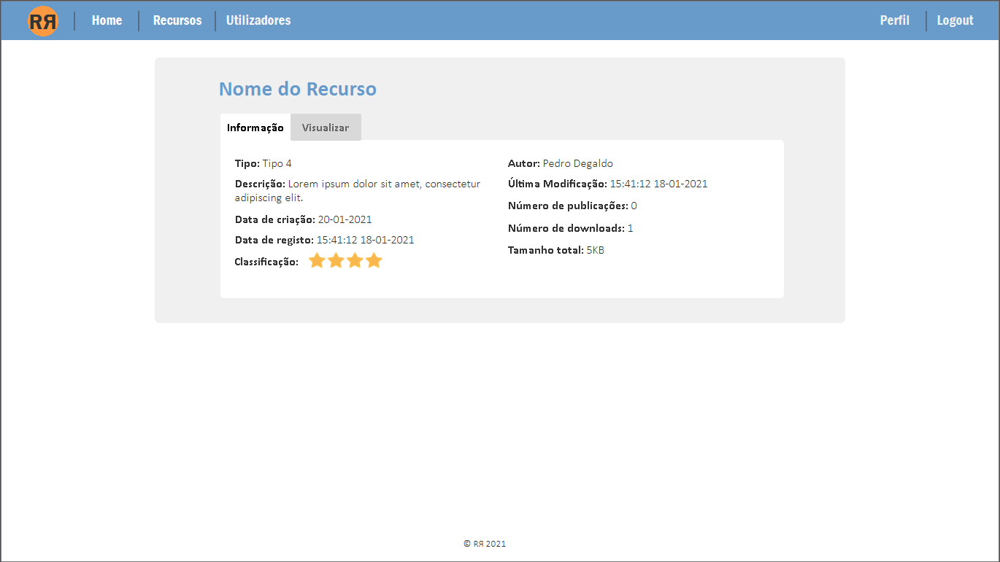 RЯ Home Recursos Utilizadores Perfil Logout
Nome do Recurso
Informação Visualizar
Tipo: Tipo 4
Descrição: Lorem ipsum dolor sit amet, consectetur
adipiscing elit.
Data de criação: 20-01-2021
Data de registo: 15:41:12 18-01-2021
Classificação:
Autor: Pedro Degaldo
Última Modificação: 15:41:12 18-01-2021
Número de publicações: 0
Número de downloads: 1
Tamanho total: 5KB
© RЯ 2021